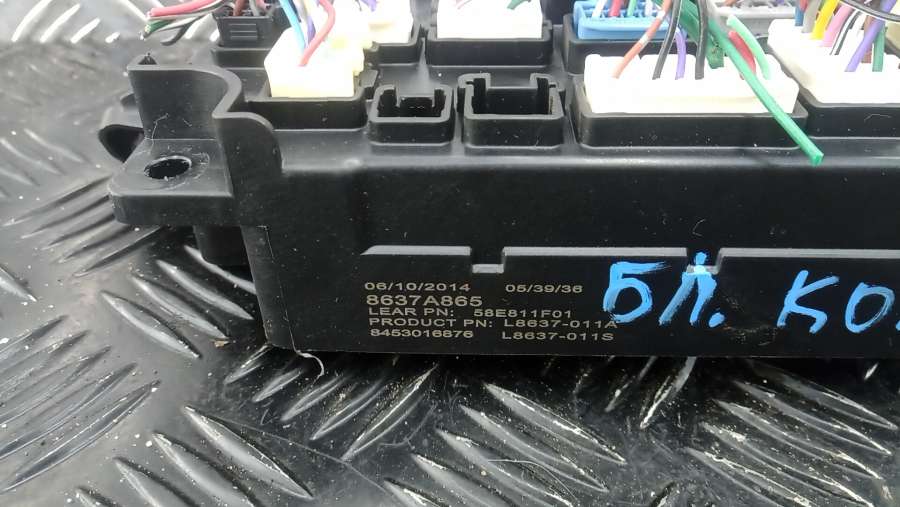 06/10/2014 05/39/36
8637A865
LEAR PN: 58E811F01
PRODUCT PN: L8637-011A
8453016876 L8637-011S
БЛ. КО.